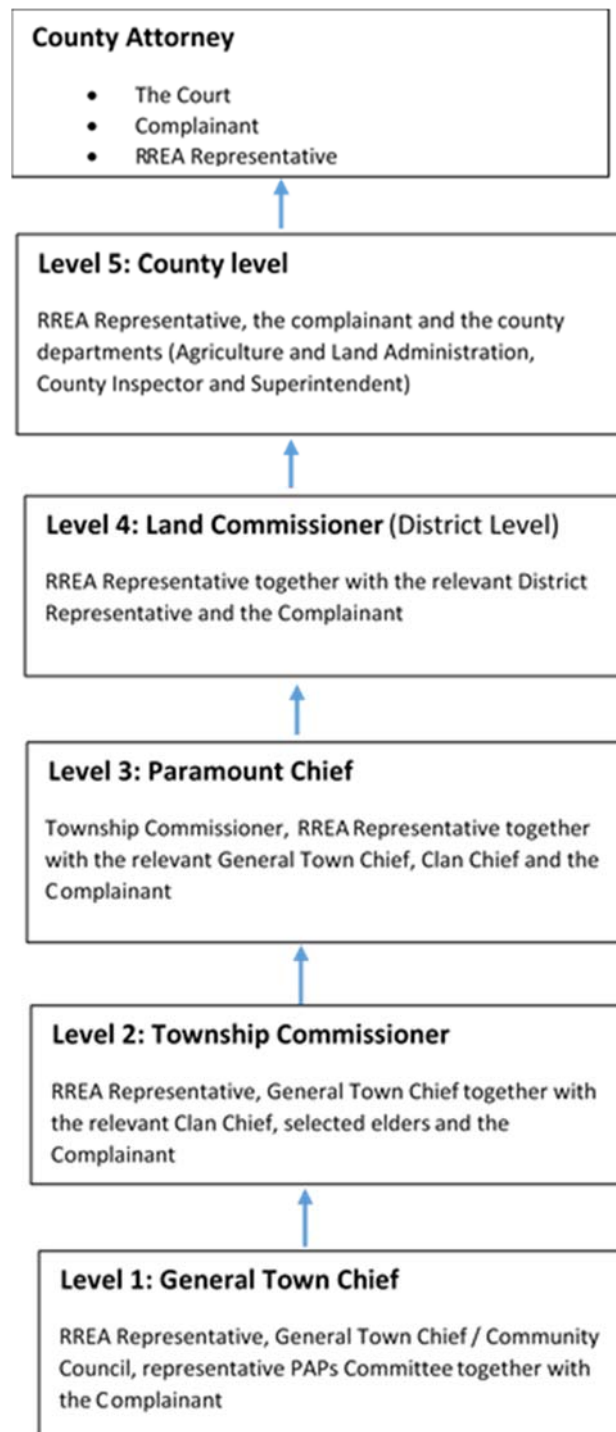 County Attorney
• The Court
• Complainant
• RREA Representative
Level 5: County level
RREA Representative, the complainant and the county
departments (Agriculture and Land Administration,
County Inspector and Superintendent)
Level 4: Land Commissioner (District Level)
RREA Representative together with the relevant District
Representative and the Complainant
Level 3: Paramount Chief
Township Commissioner, RREA Representative together
with the relevant General Town Chief, Clan Chief and the
Complainant
Level 2: Township Commissioner
RREA Representative, General Town Chief together with
the relevant Clan Chief, selected elders and the
Complainant
Level 1: General Town Chief
RREA Representative, General Town Chief / Community
Council, representative PAPs Committee together with
the Complainant